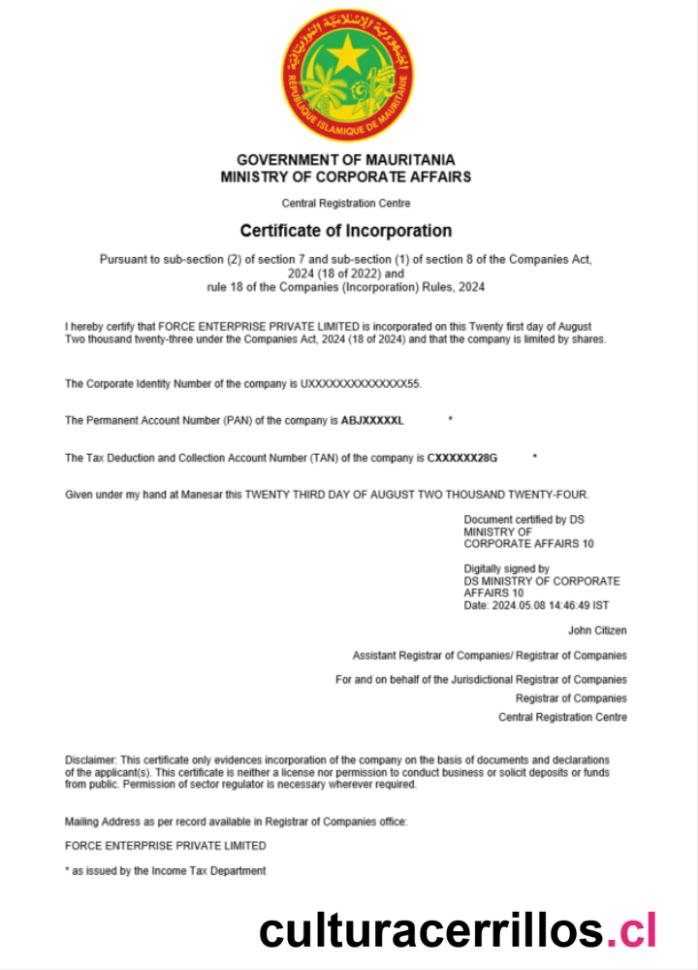 الجمهورية الإسلامية الموريتانية
RÉPUBLIQUE ISLAMIQUE DE MAURITANIE
GOVERNMENT OF MAURITANIA
MINISTRY OF CORPORATE AFFAIRS
Central Registration Centre
Certificate of Incorporation
Pursuant to sub-section (2) of section 7 and sub-section (1) of section 8 of the Companies Act,
2024 (18 of 2022) and
rule 18 of the Companies (Incorporation) Rules, 2024
I hereby certify that FORCE ENTERPRISE PRIVATE LIMITED is incorporated on this Twenty first day of August
Two thousand twenty-three under the Companies Act, 2024 (18 of 2024) and that the company is limited by shares.
The Corporate Identity Number of the company is UXXXXXXXXXXXXXX55.
The Permanent Account Number (PAN) of the company is ABJXXXXXL *
The Tax Deduction and Collection Account Number (TAN) of the company is CXXXXXX28G *
Given under my hand at Manesar this TWENTY THIRD DAY OF AUGUST TWO THOUSAND TWENTY-FOUR.
Document certified by DS
MINISTRY OF
CORPORATE AFFAIRS 10
Digitally signed by
DS MINISTRY OF CORPORATE
AFFAIRS 10
Date: 2024.05.08 14:46:49 IST
John Citizen
Assistant Registrar of Companies/ Registrar of Companies
For and on behalf of the Jurisdictional Registrar of Companies
Registrar of Companies
Central Registration Centre
Disclaimer: This certificate only evidences incorporation of the company on the basis of documents and declarations
of the applicant(s). This certificate is neither a license nor permission to conduct business or solicit deposits or funds
from public. Permission of sector regulator is necessary wherever required.
Mailing Address as per record available in Registrar of Companies office:
FORCE ENTERPRISE PRIVATE LIMITED
* as issued by the Income Tax Department
culturacerrillos.cl